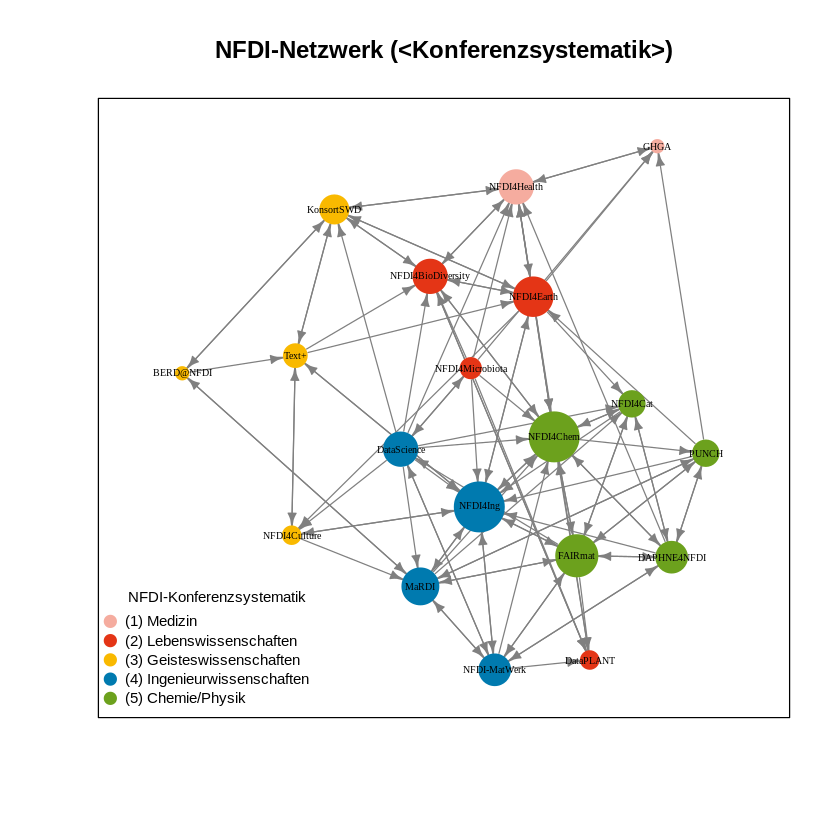 NFDI-Netzwerk (<Konferenzsystematik>)
GHGA
NFDI4Health
KonsortSWD
NFDI4BioDiversity
NFDI4Earth
Text+
BERD@NFDI
NFDI4Microbiota
NFDI4Cat
NFDI4Chem
DataScience
PUNCH
NFDI4Ing
NFDI4Culture
FAIRmat
DAPHNE4NFDI
MaRDI
NFDI-MatWerk
DataPLANT
NFDI-Konferenzsystematik
(1) Medizin
(2) Lebenswissenschaften
(3) Geisteswissenschaften
(4) Ingenieurwissenschaften
(5) Chemie/Physik